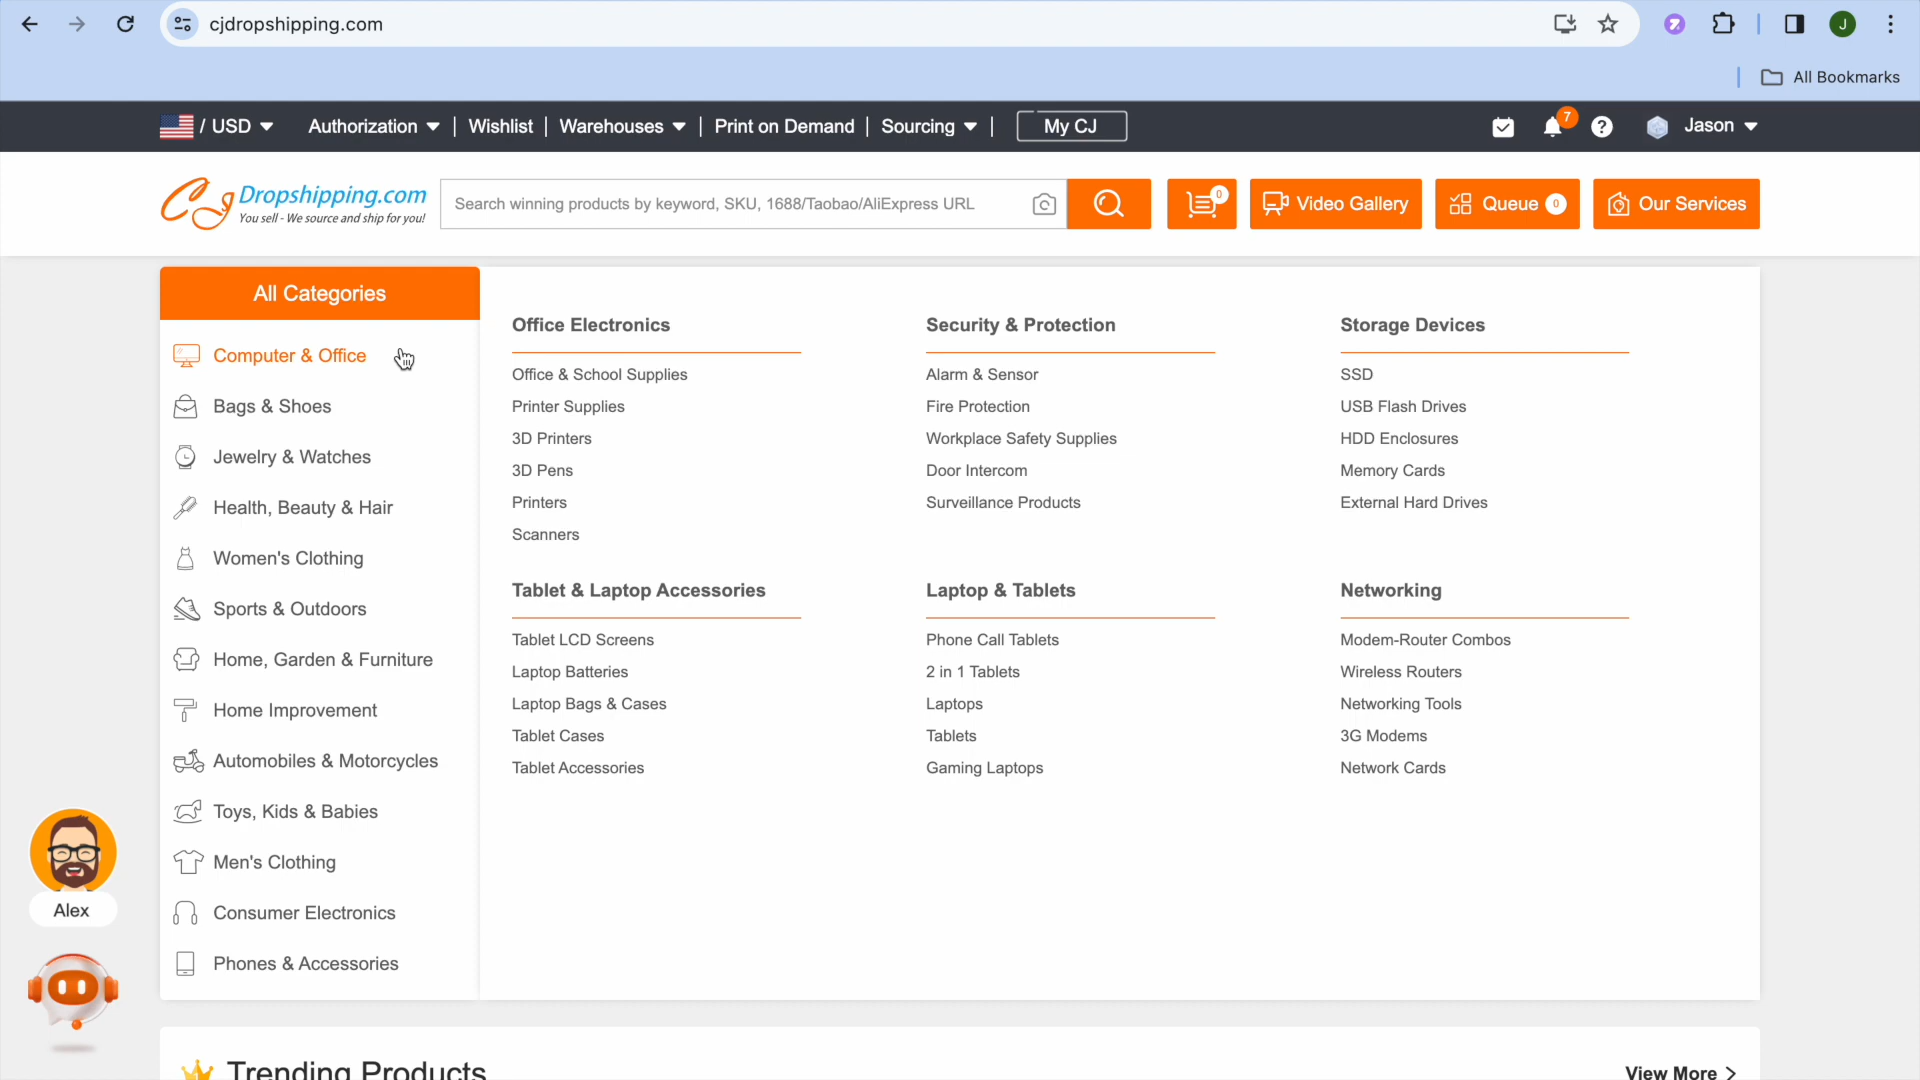 cjdropshipping.com
All Bookmarks
/ USD Authorization Wishlist Warehouses Print on Demand Sourcing My CJ 7 Jason
J
CJ Dropshipping.com
You sell - We source and ship for you!
Search winning products by keyword, SKU, 1688/Taobao/AliExpress URL
0
Video Gallery
Queue 0
Our Services
All Categories
Computer & Office
Bags & Shoes
Jewelry & Watches
Health, Beauty & Hair
Women's Clothing
Sports & Outdoors
Home, Garden & Furniture
Home Improvement
Automobiles & Motorcycles
Toys, Kids & Babies
Men's Clothing
Consumer Electronics
Phones & Accessories
Office Electronics
Office & School Supplies
Printer Supplies
3D Printers
3D Pens
Printers
Scanners
Security & Protection
Alarm & Sensor
Fire Protection
Workplace Safety Supplies
Door Intercom
Surveillance Products
Storage Devices
SSD
USB Flash Drives
HDD Enclosures
Memory Cards
External Hard Drives
Tablet & Laptop Accessories
Tablet LCD Screens
Laptop Batteries
Laptop Bags & Cases
Tablet Cases
Tablet Accessories
Laptop & Tablets
Phone Call Tablets
2 in 1 Tablets
Laptops
Tablets
Gaming Laptops
Networking
Modem-Router Combos
Wireless Routers
Networking Tools
3G Modems
Network Cards
Alex
Trending Products
View More